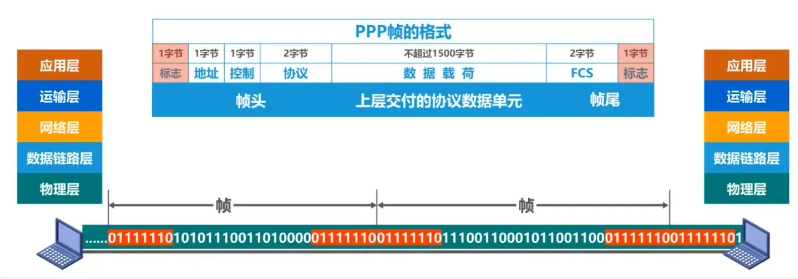 PPP帧的格式
1字节 1字节 1字节 2字节 不超过1500字节 2字节 1字节
标志 地址 控制 协议 数据载荷 FCS 标志
帧头 上层交付的协议数据单元 帧尾
应用层
运输层
网络层
数据链路层
物理层
应用层
运输层
网络层
数据链路层
物理层
帧 帧
......011111101010111001101000001111110011111101110011000101100110001111110011111101